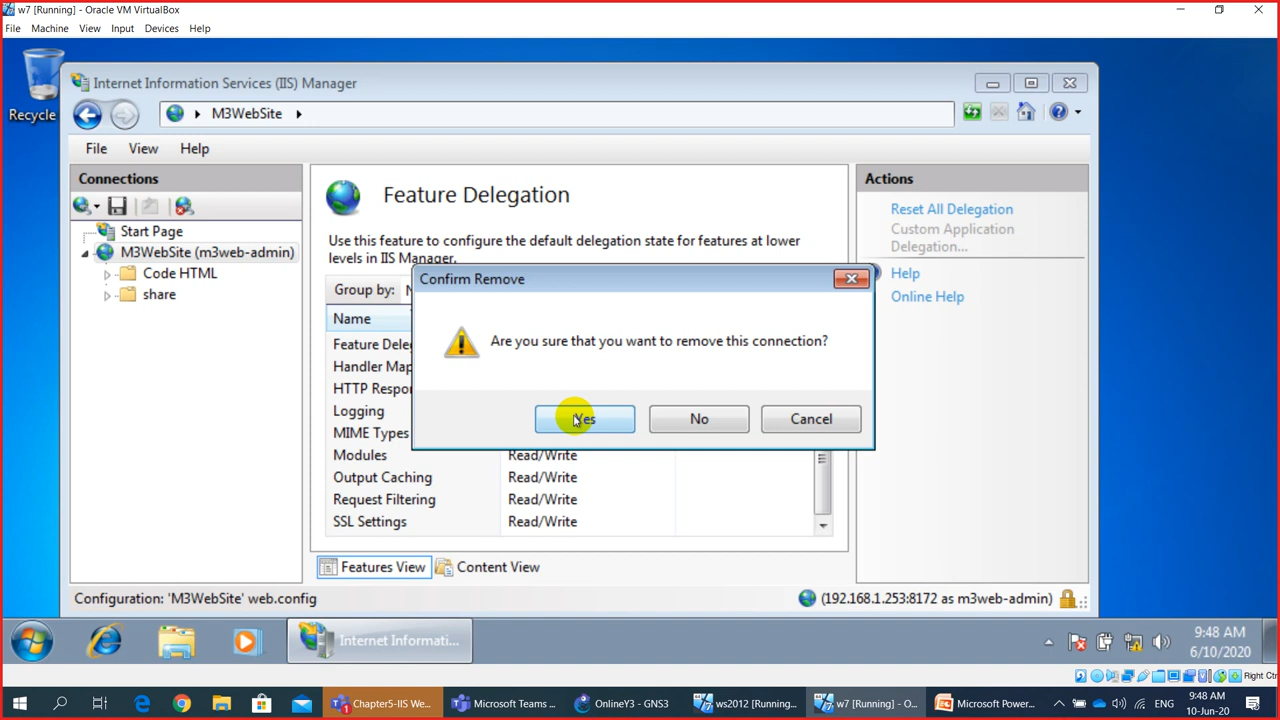 w7 [Running] - Oracle VM VirtualBox
File Machine View Input Devices Help
Recycle
Internet Information Services (IIS) Manager
M3WebSite
File View Help
Connections
Start Page
M3WebSite (m3web-admin)
Code HTML
share
Feature Delegation
Use this feature to configure the default delegation state for features at lower
levels in IIS Manager.
Group by:
Name
Feature Dele
Handler Map
HTTP Respo
Logging
MIME Types
Modules Read/Write
Output Caching Read/Write
Request Filtering Read/Write
SSL Settings Read/Write
Features View Content View
Confirm Remove
Are you sure that you want to remove this connection?
Yes No Cancel
Actions
Reset All Delegation
Custom Application
Delegation...
Help
Online Help
Configuration: 'M3WebSite' web.config
(192.168.1.253:8172 as m3web-admin)
Internet Informati...
9:48 AM
6/10/2020
Right Ctr
Chapter5-IIS We...
Microsoft Teams ...
OnlineY3 - GNS3
ws2012 [Running...
w7 [Running] - O...
Microsoft Power...
ENG
9:48 AM
10-Jun-20